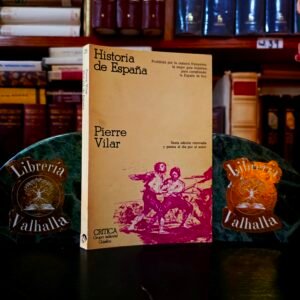 Historia
de España
Prohibida por la censura franquista,
la mejor guía histórica
para comprender
la España de hoy
Pierre
Vilar
Sexta edición renovada
y puesta al día por el autor
CRÍTICA
Grupo editorial
Grijalbo
Librería
Valhalla
Librería
Valhalla